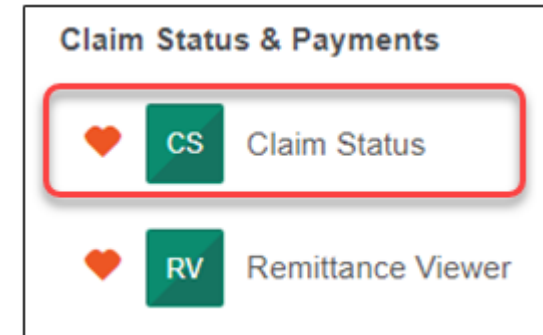 Claim Status & Payments
CS Claim Status
RV Remittance Viewer